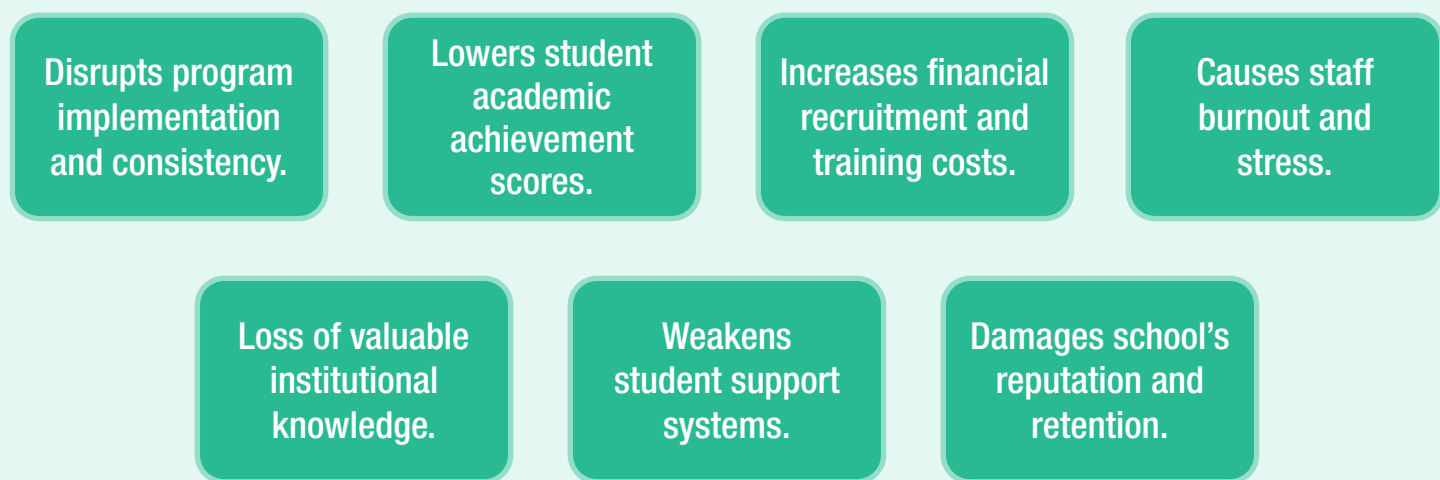 Disrupts program
implementation
and consistency.
Lowers student
academic
achievement
scores.
Increases financial
recruitment and
training costs.
Causes staff
burnout and
stress.
Loss of valuable
institutional
knowledge.
Weakens
student support
systems.
Damages school’s
reputation and
retention.